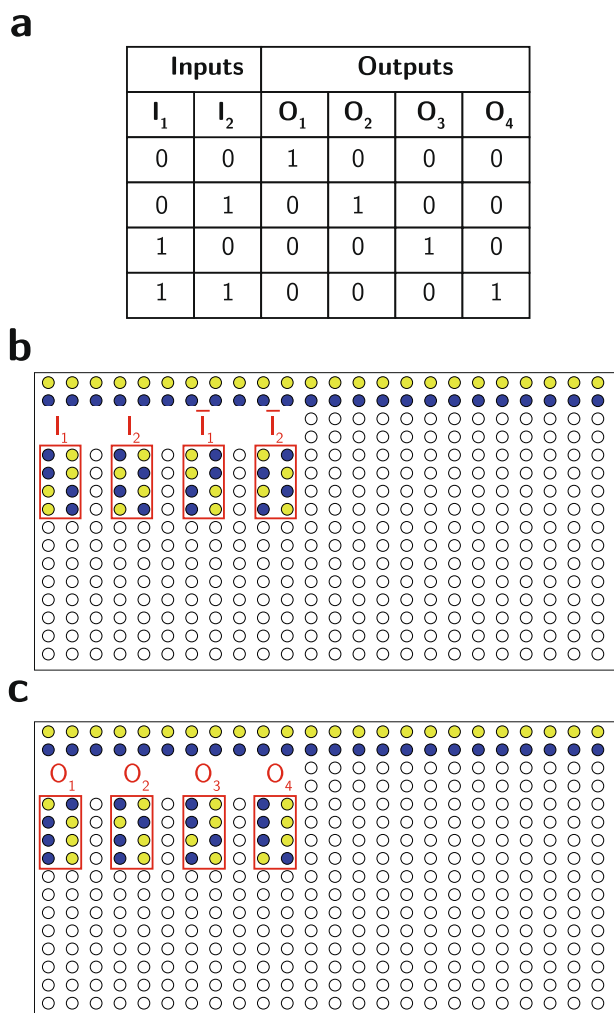 a
Inputs Outputs
I₁ I₂ O₁ O₂ O₃ O₄
0 0 1 0 0 0
0 1 0 1 0 0
1 0 0 0 1 0
1 1 0 0 0 1
b
I₁ I₂ I̅₁ I̅₂
c
O₁ O₂ O₃ O₄